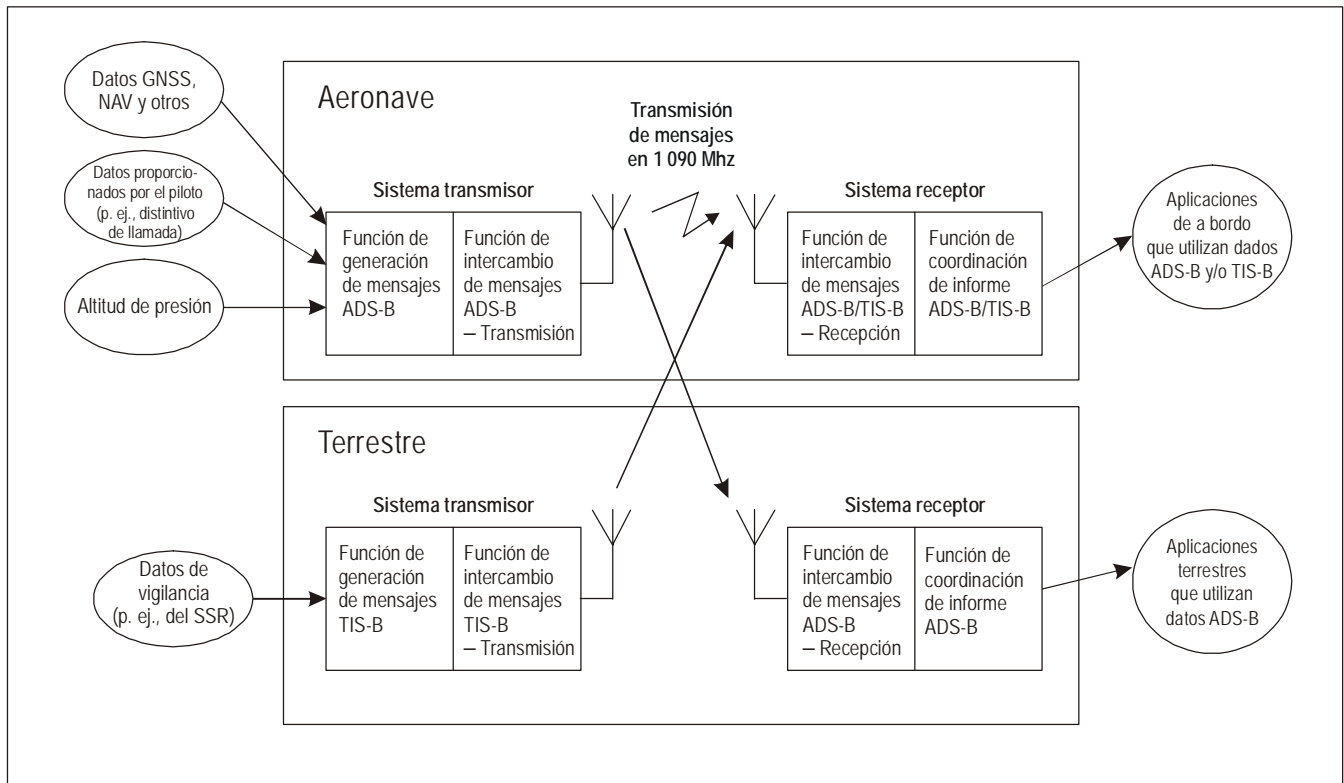 Datos GNSS,
NAV y otros
Datos proporcio-
nados por el piloto
(p. ej., distintivo
de llamada)
Altitud de presión
Aeronave
Transmisión
de mensajes
en 1 090 Mhz
Sistema transmisor
Función de
generación
de mensajes
ADS-B
Función de
intercambio
de mensajes
ADS-B
– Transmisión
Sistema receptor
Función de
intercambio
de mensajes
ADS-B/TIS-B
– Recepción
Función de
coordinación
de informe
ADS-B/TIS-B
Aplicaciones
de a bordo
que utilizan dados
ADS-B y/o TIS-B
Terrestre
Datos de
vigilancia
(p. ej., del SSR)
Sistema transmisor
Función de
generación
de mensajes
TIS-B
Función de
intercambio
de mensajes
TIS-B
– Transmisión
Sistema receptor
Función de
intercambio
de mensajes
ADS-B
– Recepción
Función de
coordinación
de informe
ADS-B
Aplicaciones
terrestres
que utilizan
datos ADS-B